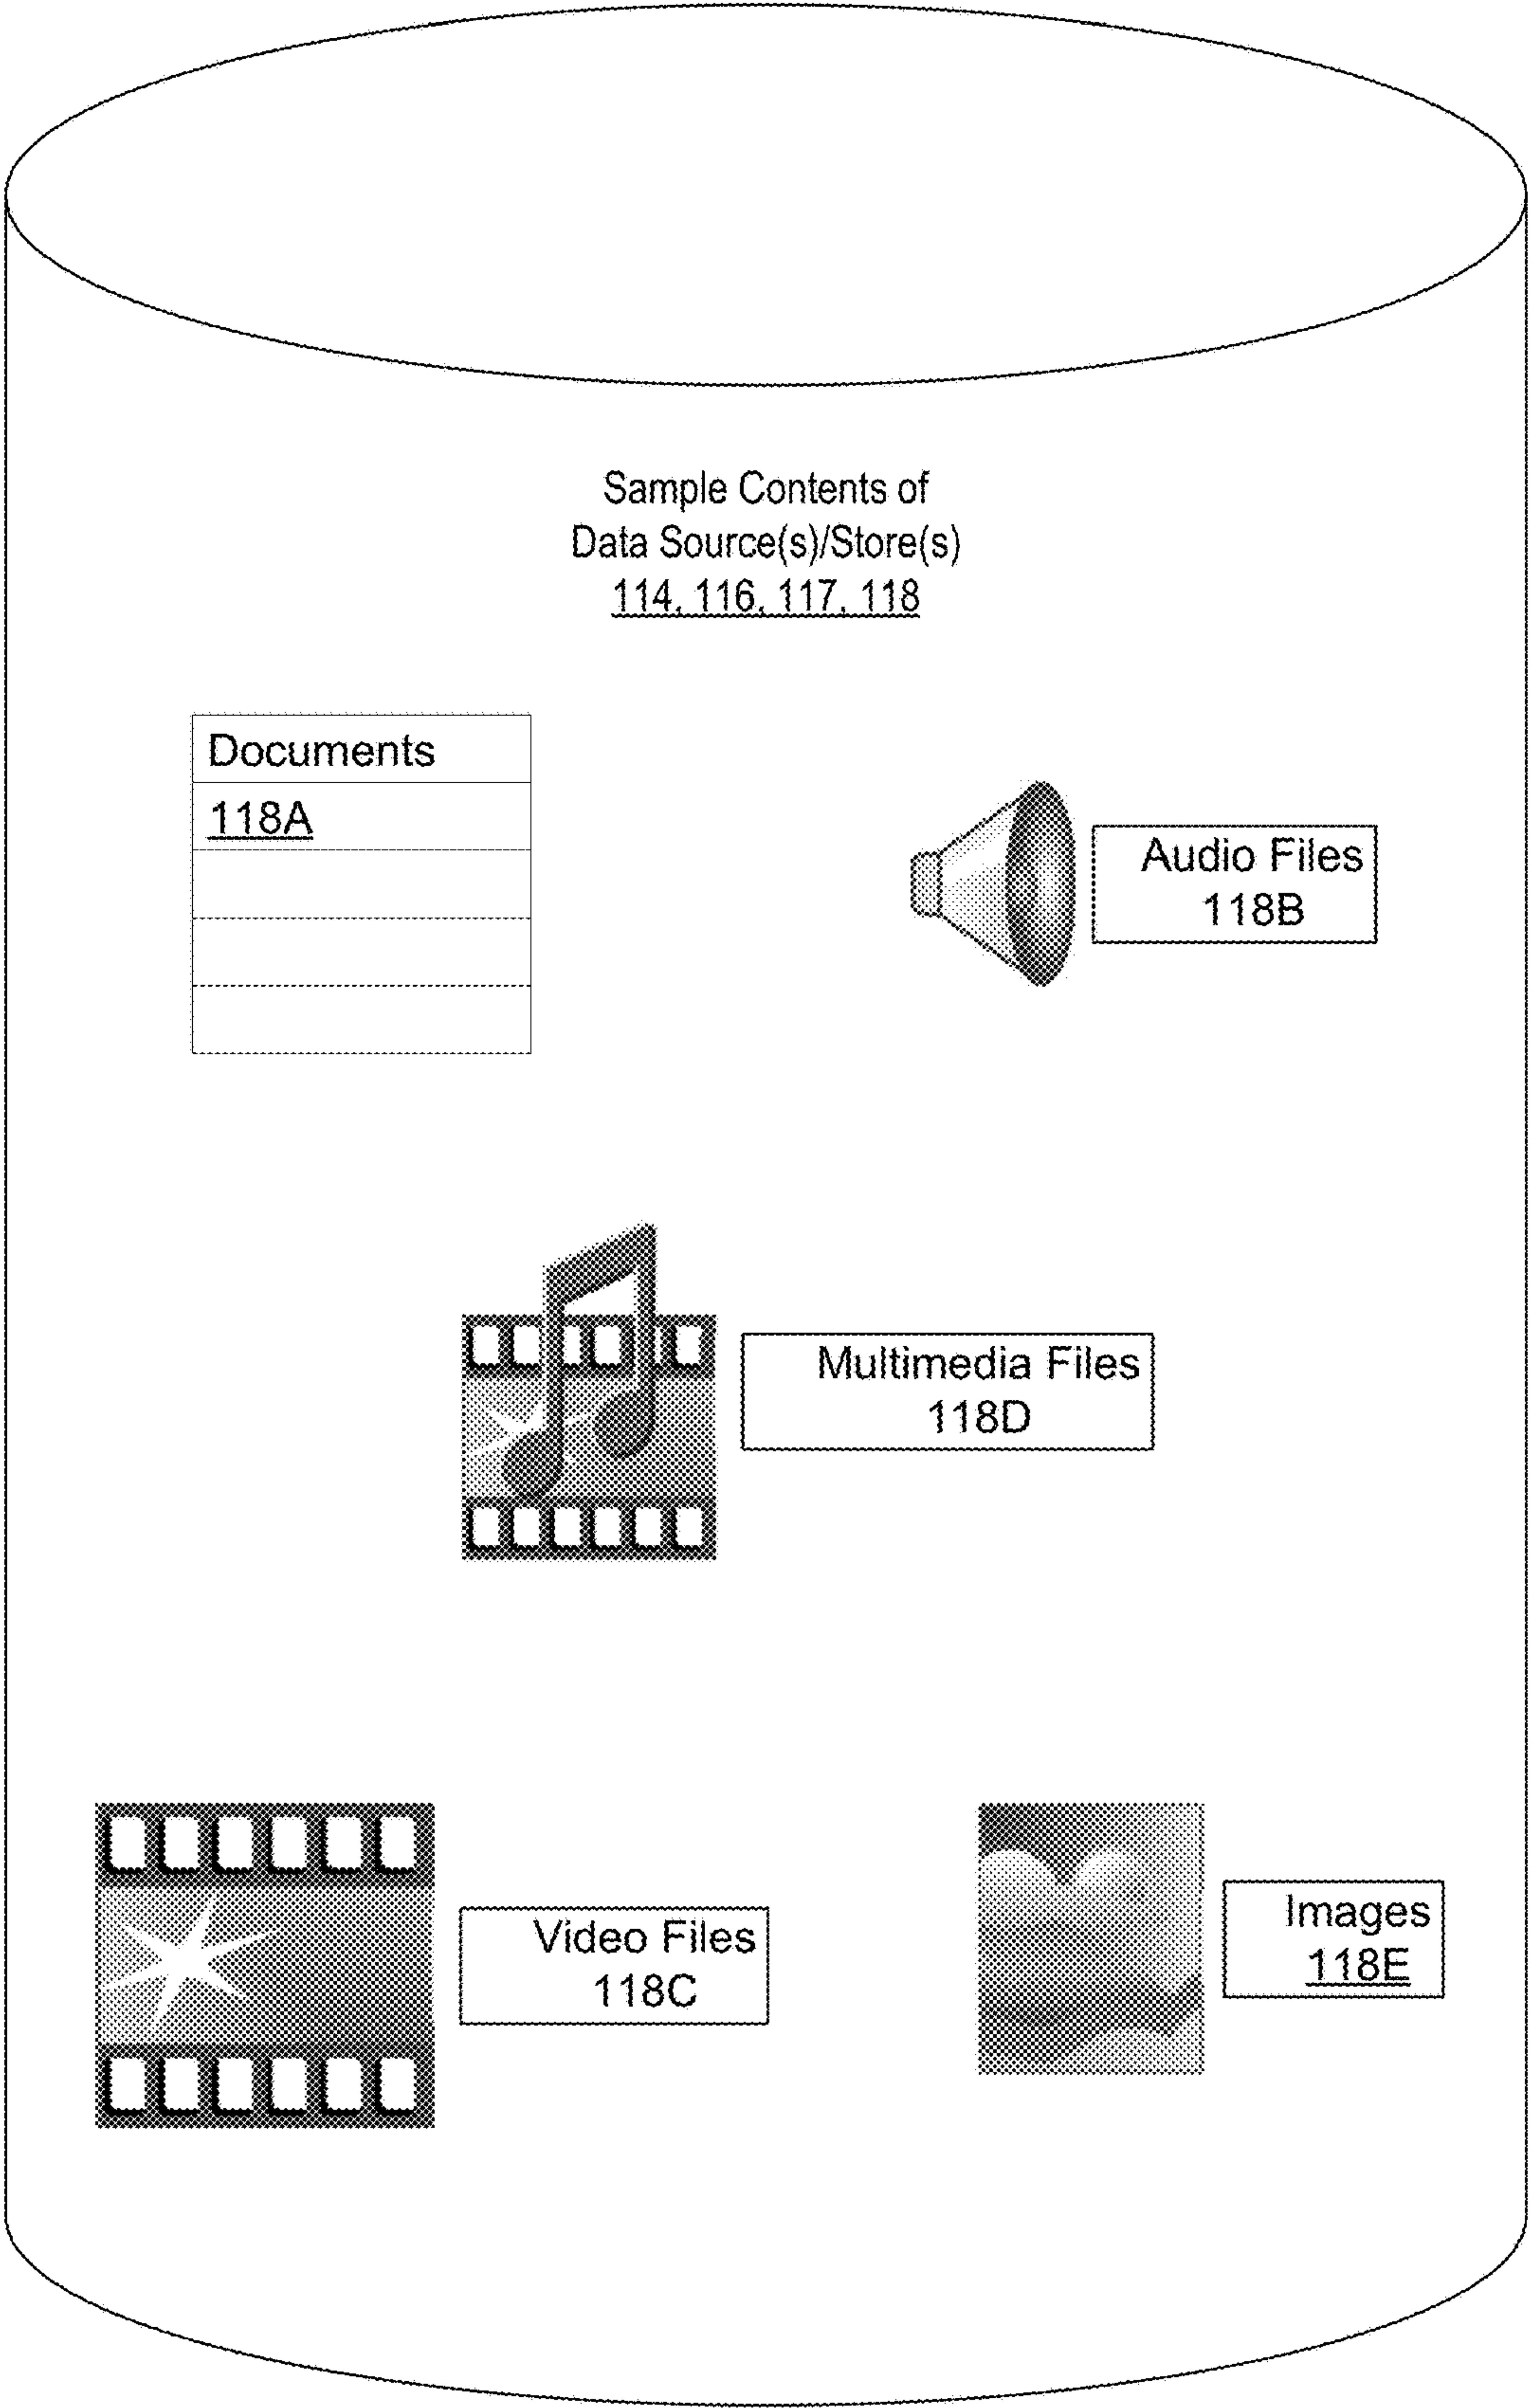 Sample Contents of
Data Source(s)/Store(s)
114, 116, 117, 118
Documents
118A
Audio Files
118B
Multimedia Files
118D
Video Files
118C
Images
118E